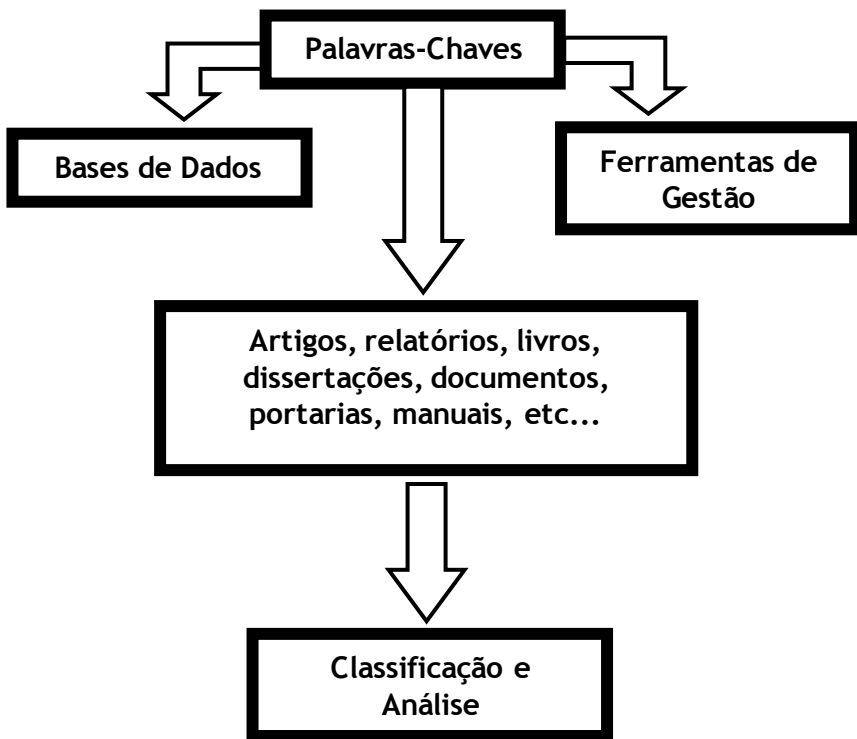 Palavras-Chaves
Bases de Dados
Ferramentas de
Gestão
Artigos, relatórios, livros,
dissertações, documentos,
portarias, manuais, etc...
Classificação e
Análise